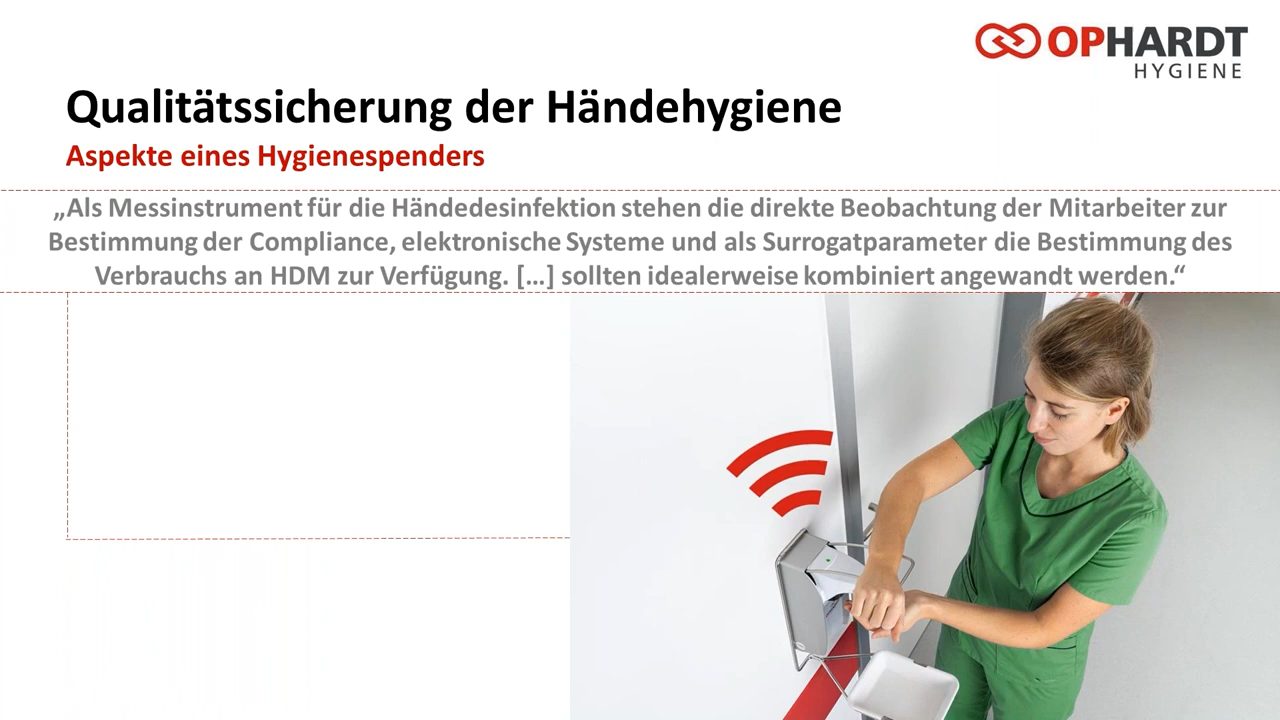 OPHARDT
HYGIENE
Qualitätssicherung der Händehygiene
Aspekte eines Hygienespenders
„Als Messinstrument für die Händedesinfektion stehen die direkte Beobachtung der Mitarbeiter zur
Bestimmung der Compliance, elektronische Systeme und als Surrogatparameter die Bestimmung des
Verbrauchs an HDM zur Verfügung. […] sollten idealerweise kombiniert angewandt werden.“